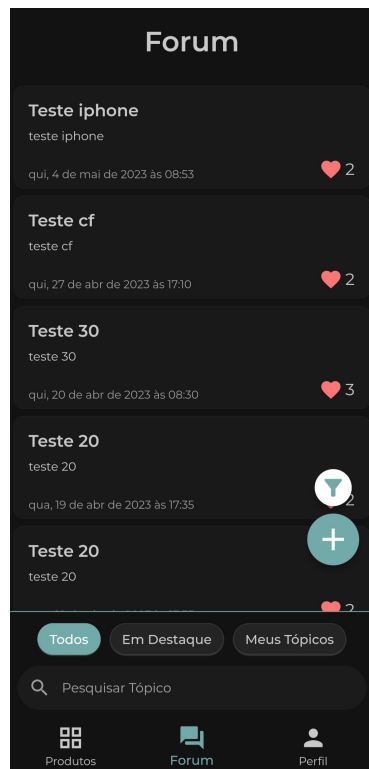 Forum
Teste iphone
teste iphone
qui, 4 de mai de 2023 às 08:53
2
Teste cf
teste cf
qui, 27 de abr de 2023 às 17:10
2
Teste 30
teste 30
qui, 20 de abr de 2023 às 08:30
3
Teste 20
teste 20
qua, 19 de abr de 2023 às 17:35
2
Teste 20
teste 20
2
Todos
Em Destaque
Meus Tópicos
Pesquisar Tópico
Produtos
Forum
Perfil